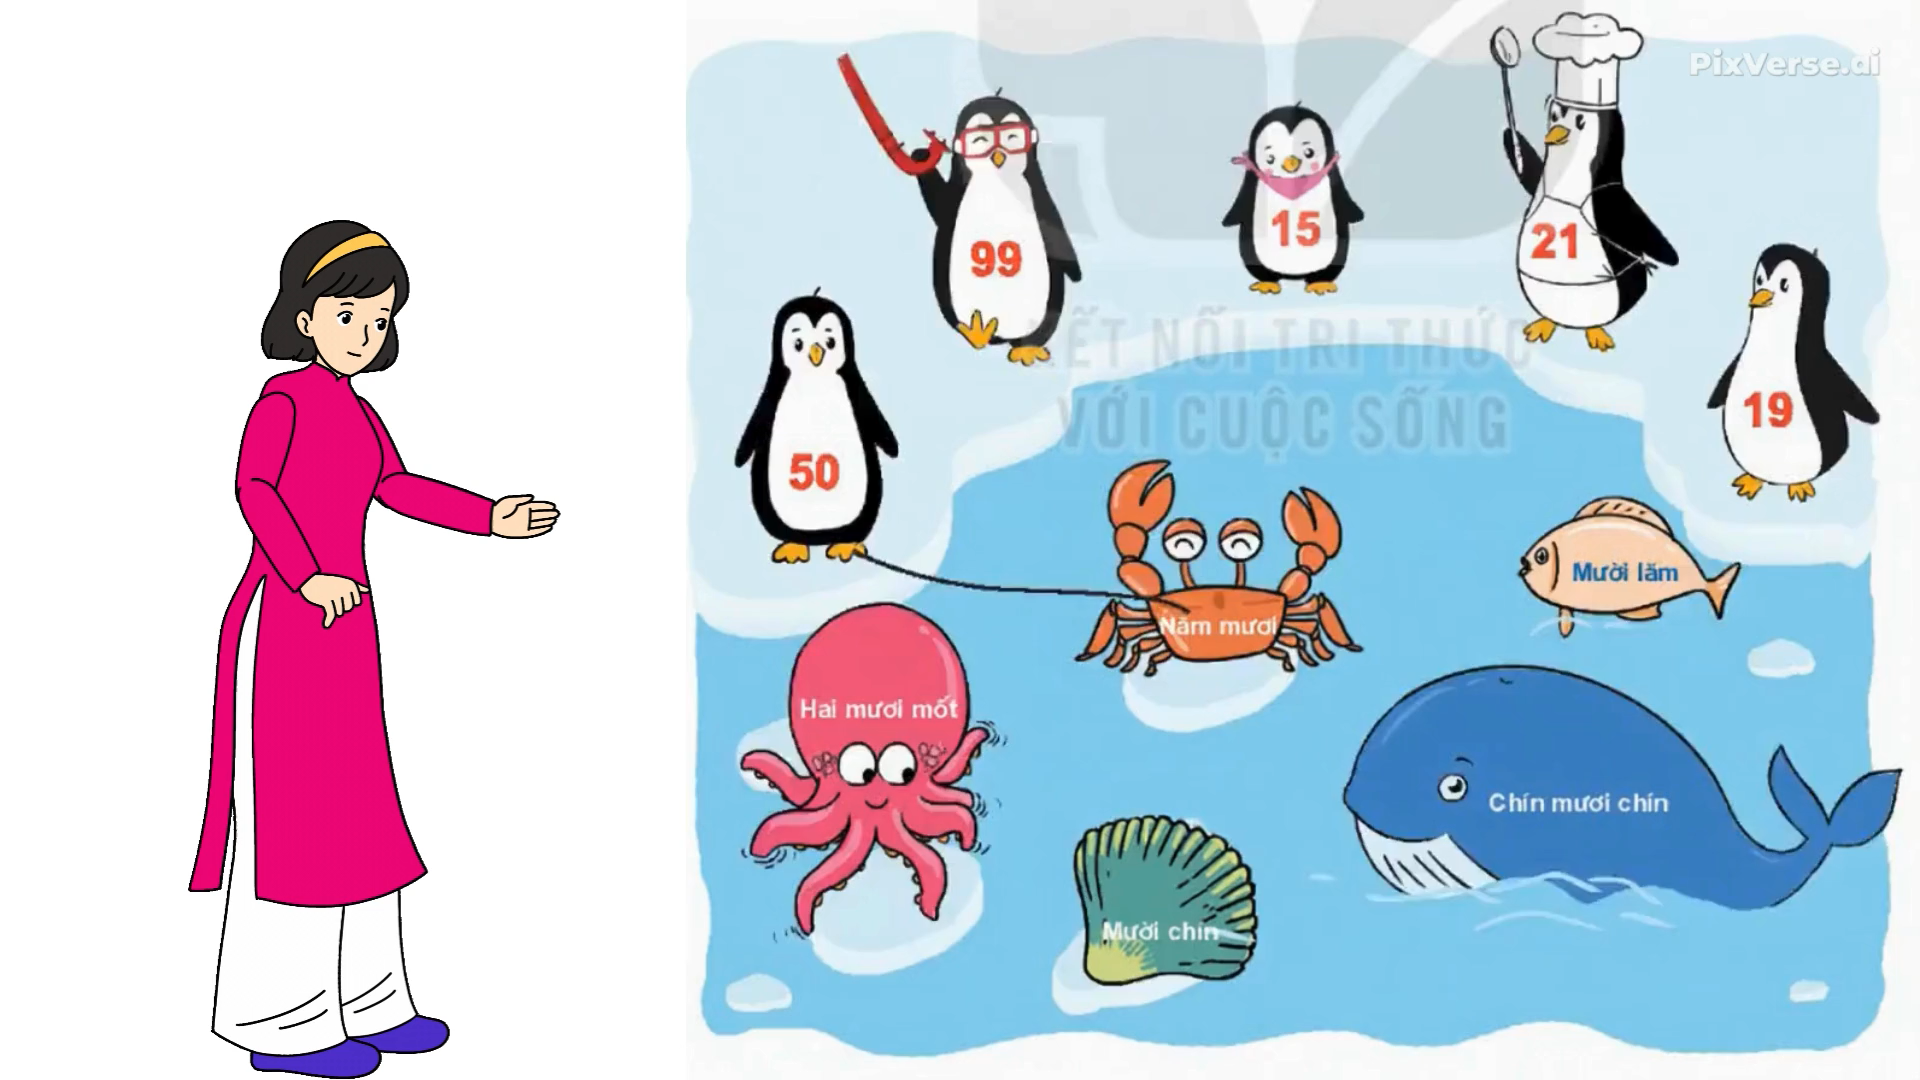 PixVerse.ai
99
15
21
50
19
KẾT NỐI TRI THỨC
VỚI CUỘC SỐNG
Mười lăm
Năm mươi
Hai mươi mốt
Chín mươi chín
Mười chín